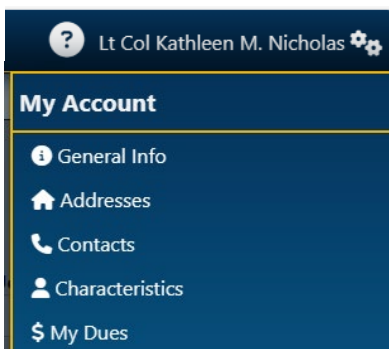 ? Lt Col Kathleen M. Nicholas
My Account
General Info
Addresses
Contacts
Characteristics
$ My Dues